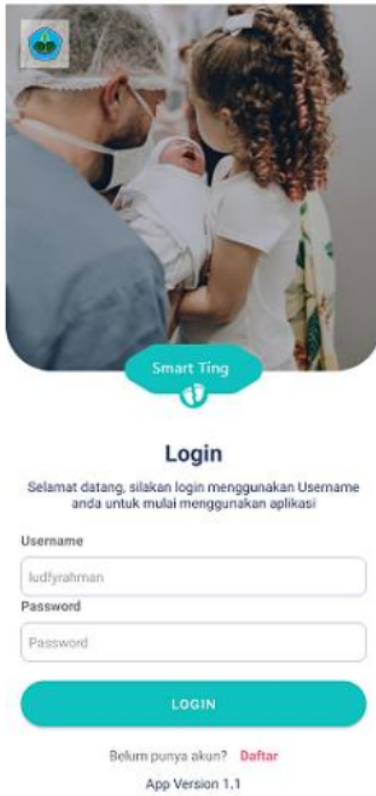 Smart Ting
Login
Selamat datang, silakan login menggunakan Username
anda untuk mulai menggunakan aplikasi
Username
ludfyrahman
Password
Password
LOGIN
Belum punya akun? Daftar
App Version 1.1